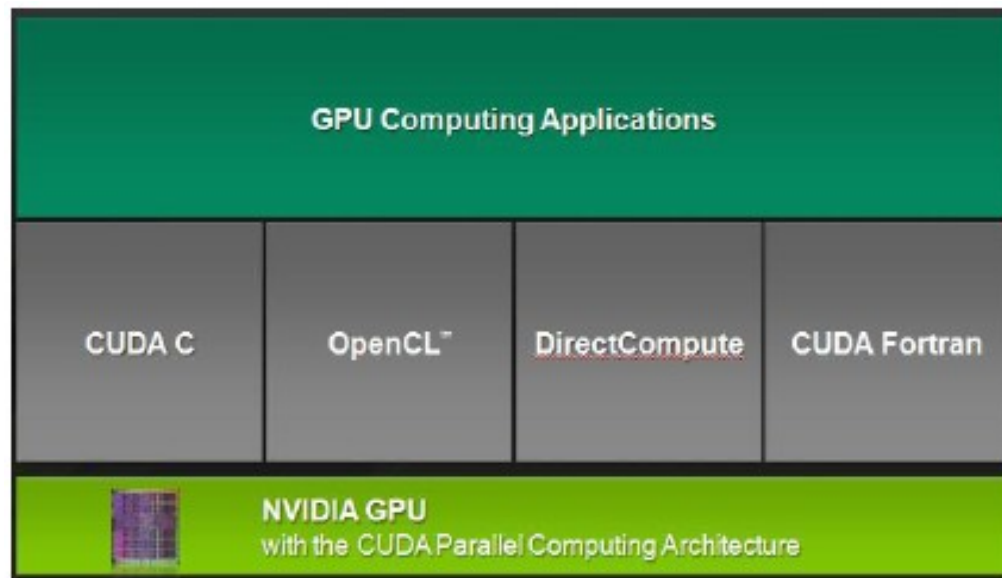 GPU Computing Applications
CUDA C
OpenCL™
DirectCompute
CUDA Fortran
NVIDIA GPU
with the CUDA Parallel Computing Architecture